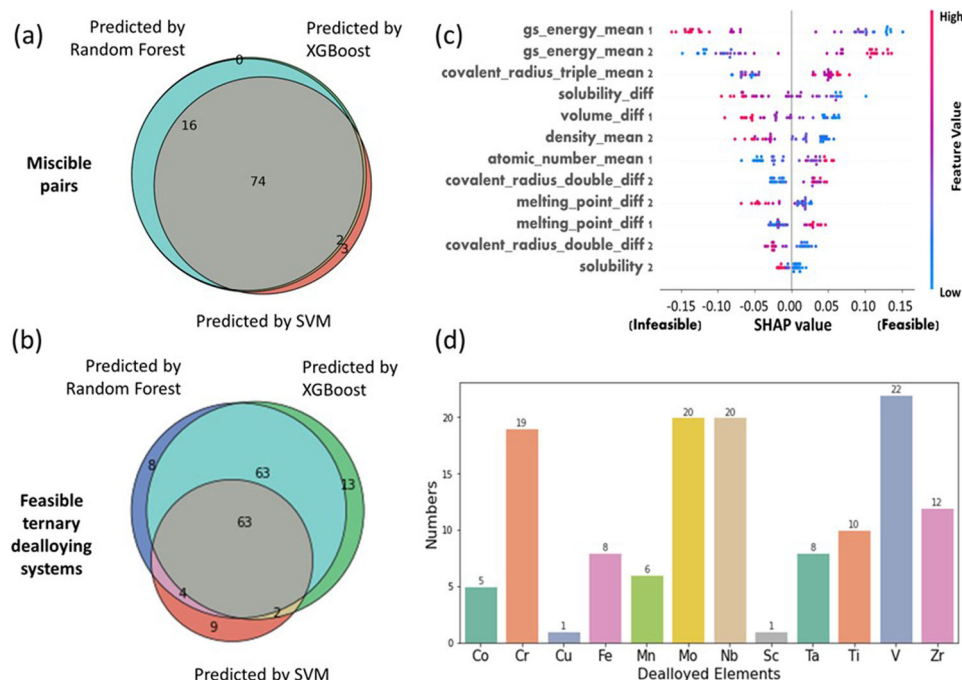 (a)
Predicted by
Random Forest
Predicted by
XGBoost
0
16
74
2
3
Miscible
pairs
Predicted by SVM
(b)
Predicted by
Random Forest
Predicted by
XGBoost
8
63
13
63
4
2
9
Feasible
ternary
dealloying
systems
Predicted by SVM
(c)
gs_energy_mean 1
gs_energy_mean 2
covalent_radius_triple_mean 2
solubility_diff
volume_diff 1
density_mean 2
atomic_number_mean 1
covalent_radius_double_diff 2
melting_point_diff 2
melting_point_diff 1
covalent_radius_double_diff 2
solubility 2
-0.15 -0.10 -0.05 0.00 0.05 0.10 0.15
(Infeasible) SHAP value (Feasible)
High
Feature Value
Low
(d)
Numbers
20
15
10
5
0
5 19 1 8 6 20 20 1 8 10 22 12
Co Cr Cu Fe Mn Mo Nb Sc Ta Ti V Zr
Dealloyed Elements